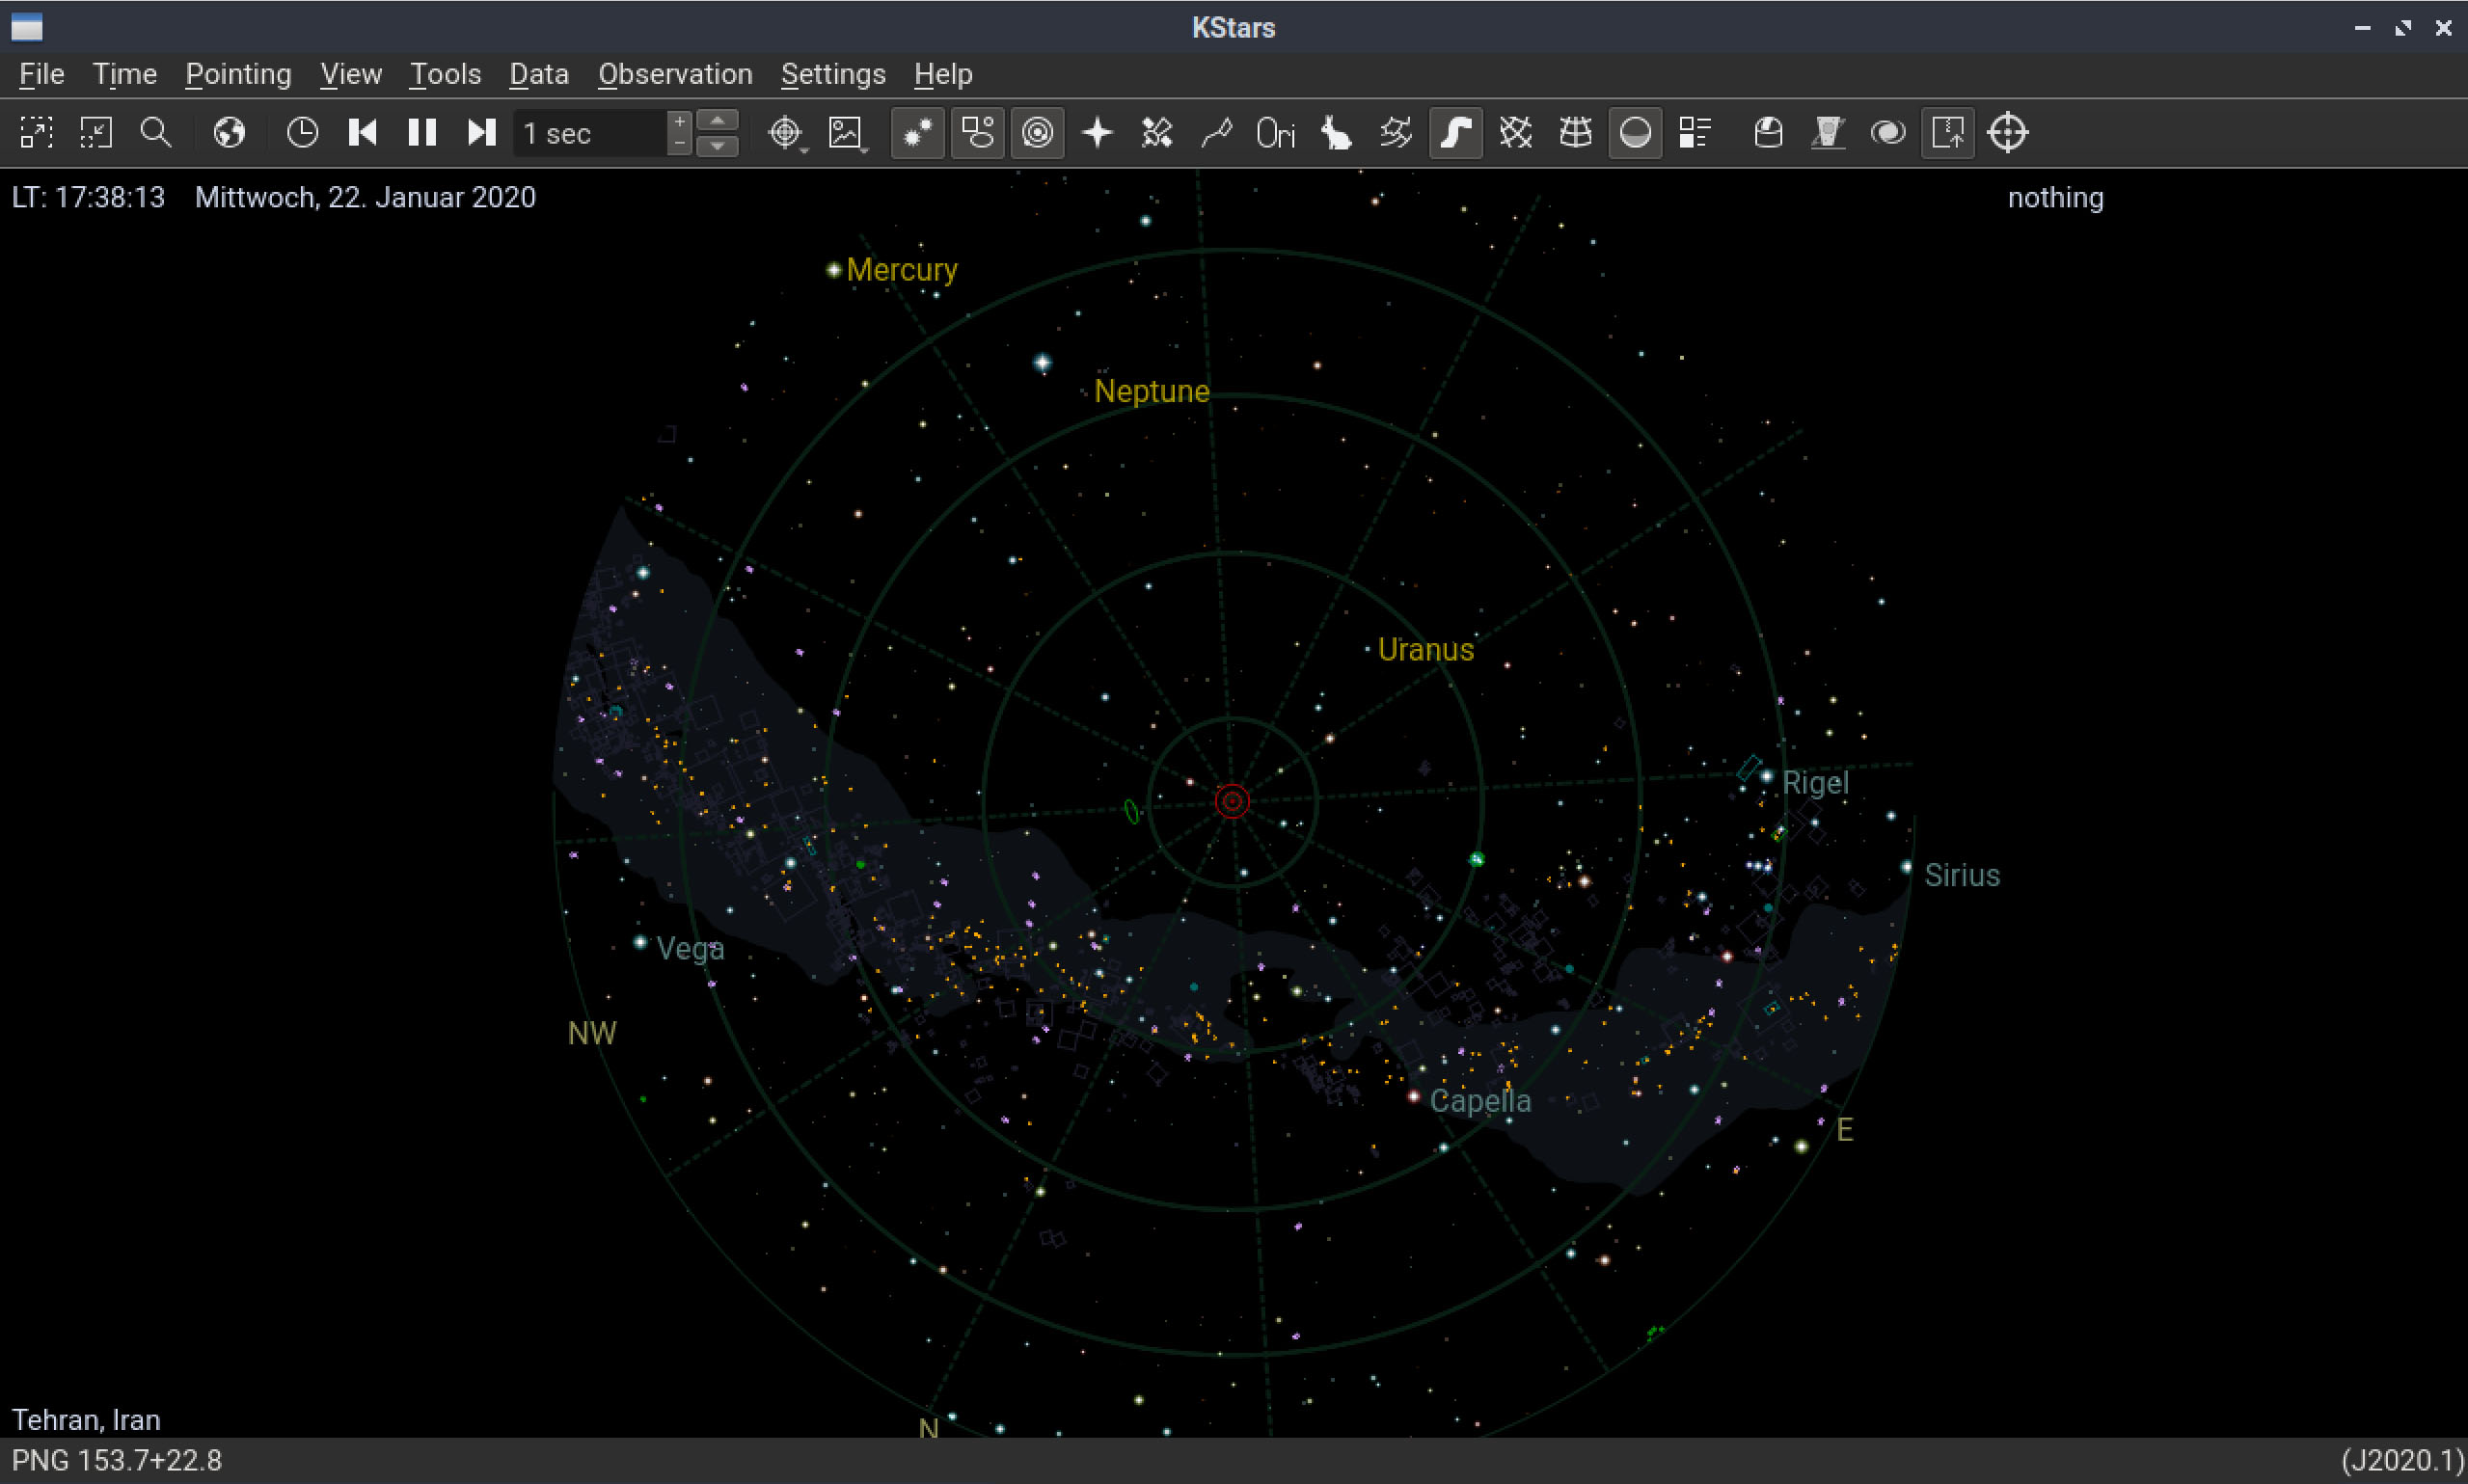 KStars
File Time Pointing View Tools Data Observation Settings Help
1 sec
Ori
LT: 17:38:13 Mittwoch, 22. Januar 2020
nothing
Mercury
Neptune
Uranus
Rigel
Sirius
Vega
NW
Capella
E
N
Tehran, Iran
PNG 153.7+22.8
(J2020.1)